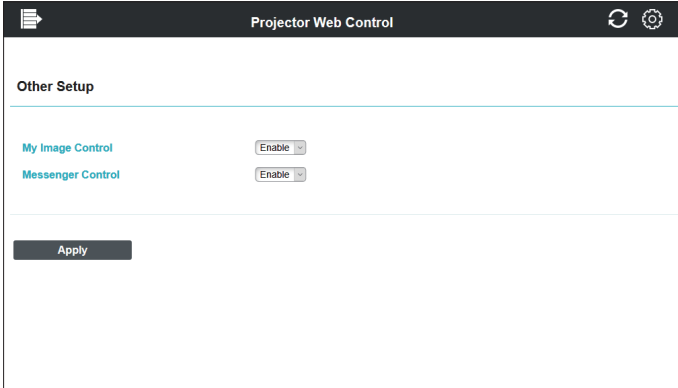 Projector Web Control
Other Setup
My Image Control Enable
Messenger Control Enable
Apply